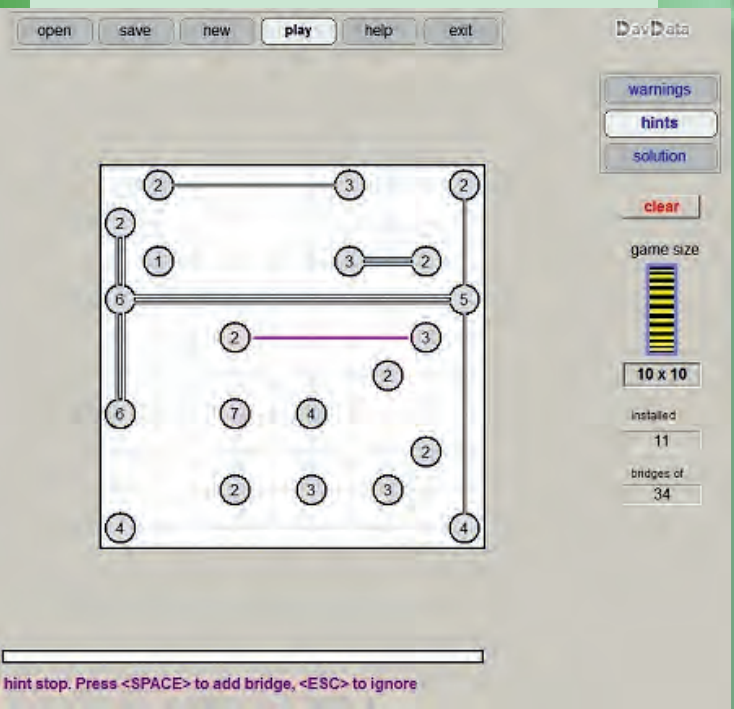 open save new play help exit
DavData
warnings
hints
solution
clear
game size
10 x 10
installed
11
bridges of
34
2 3 2
2
1 3 2
6 5
2 3
2
6 7 4
2
2 3 3
4 4
hint stop. Press <SPACE> to add bridge, <ESC> to ignore